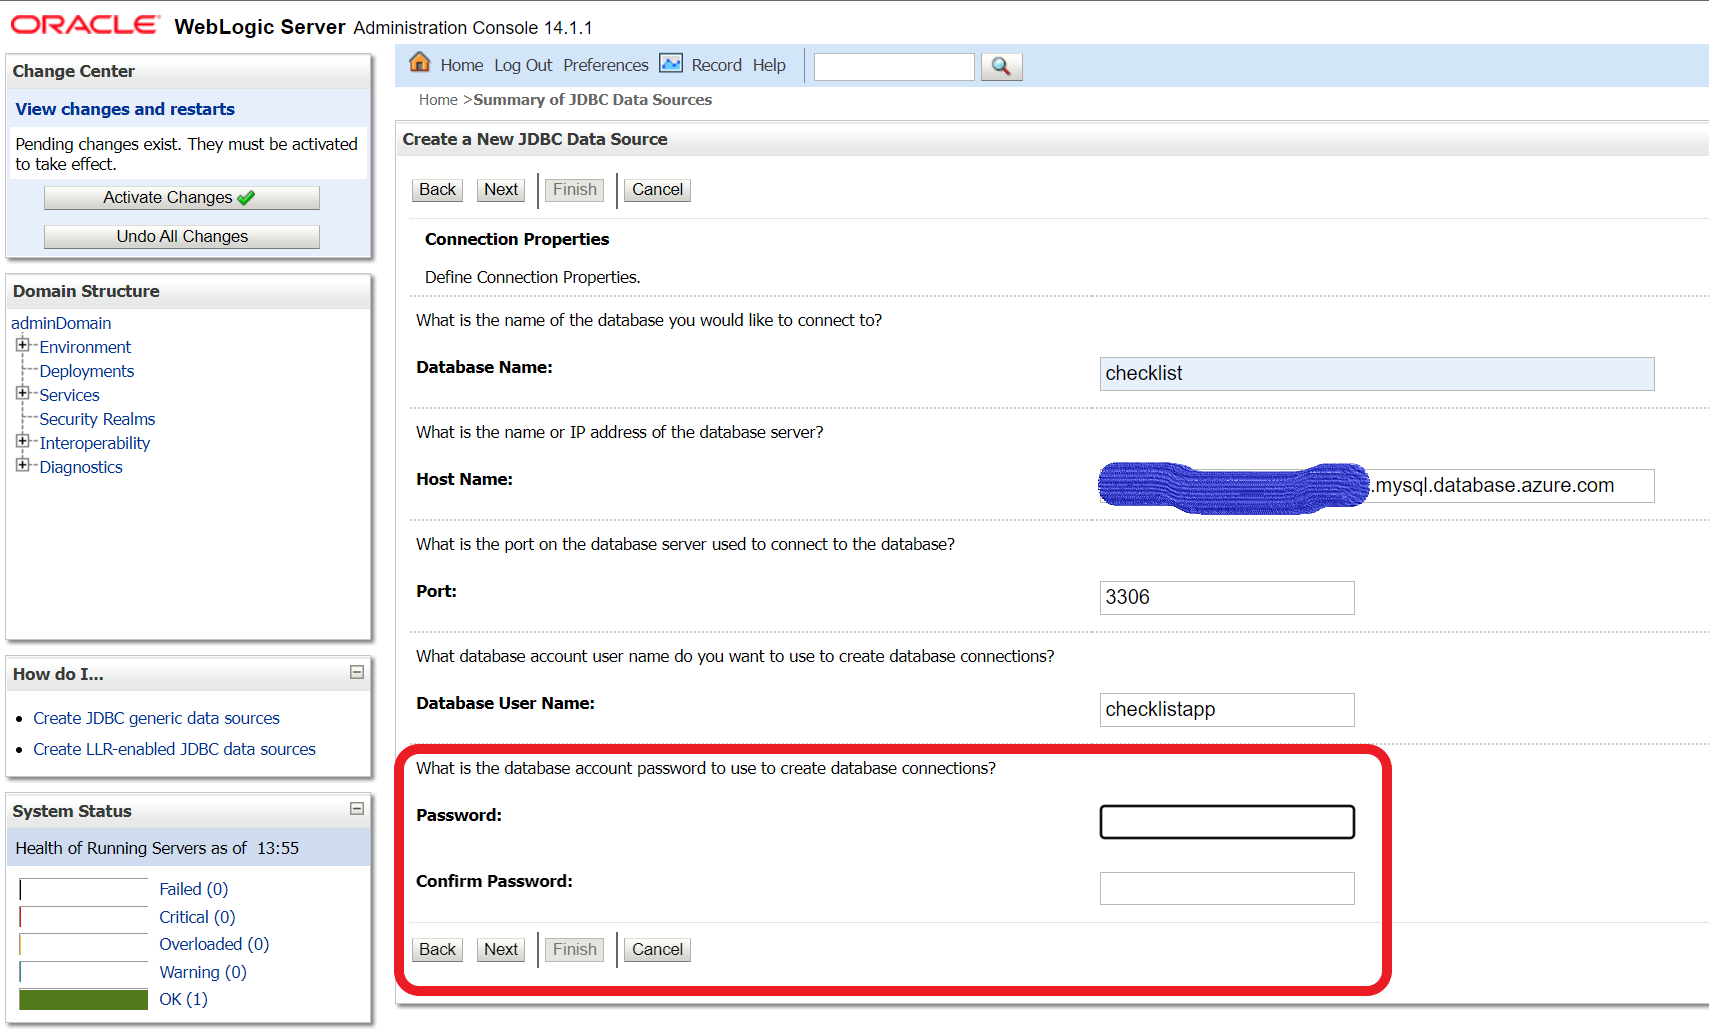 ORACLE WebLogic Server Administration Console 14.1.1
Change Center
View changes and restarts
Pending changes exist. They must be activated
to take effect.
Activate Changes
Undo All Changes
Domain Structure
adminDomain
Environment
Deployments
Services
Security Realms
Interoperability
Diagnostics
How do I...
Create JDBC generic data sources
Create LLR-enabled JDBC data sources
System Status
Health of Running Servers as of 13:55
Failed (0)
Critical (0)
Overloaded (0)
Warning (0)
OK (1)
Home Log Out Preferences Record Help
Home >Summary of JDBC Data Sources
Create a New JDBC Data Source
Back Next Finish Cancel
Connection Properties
Define Connection Properties.
What is the name of the database you would like to connect to?
Database Name: checklist
What is the name or IP address of the database server?
Host Name: .mysql.database.azure.com
What is the port on the database server used to connect to the database?
Port: 3306
What database account user name do you want to use to create database connections?
Database User Name: checklistapp
What is the database account password to use to create database connections?
Password:
Confirm Password:
Back Next Finish Cancel